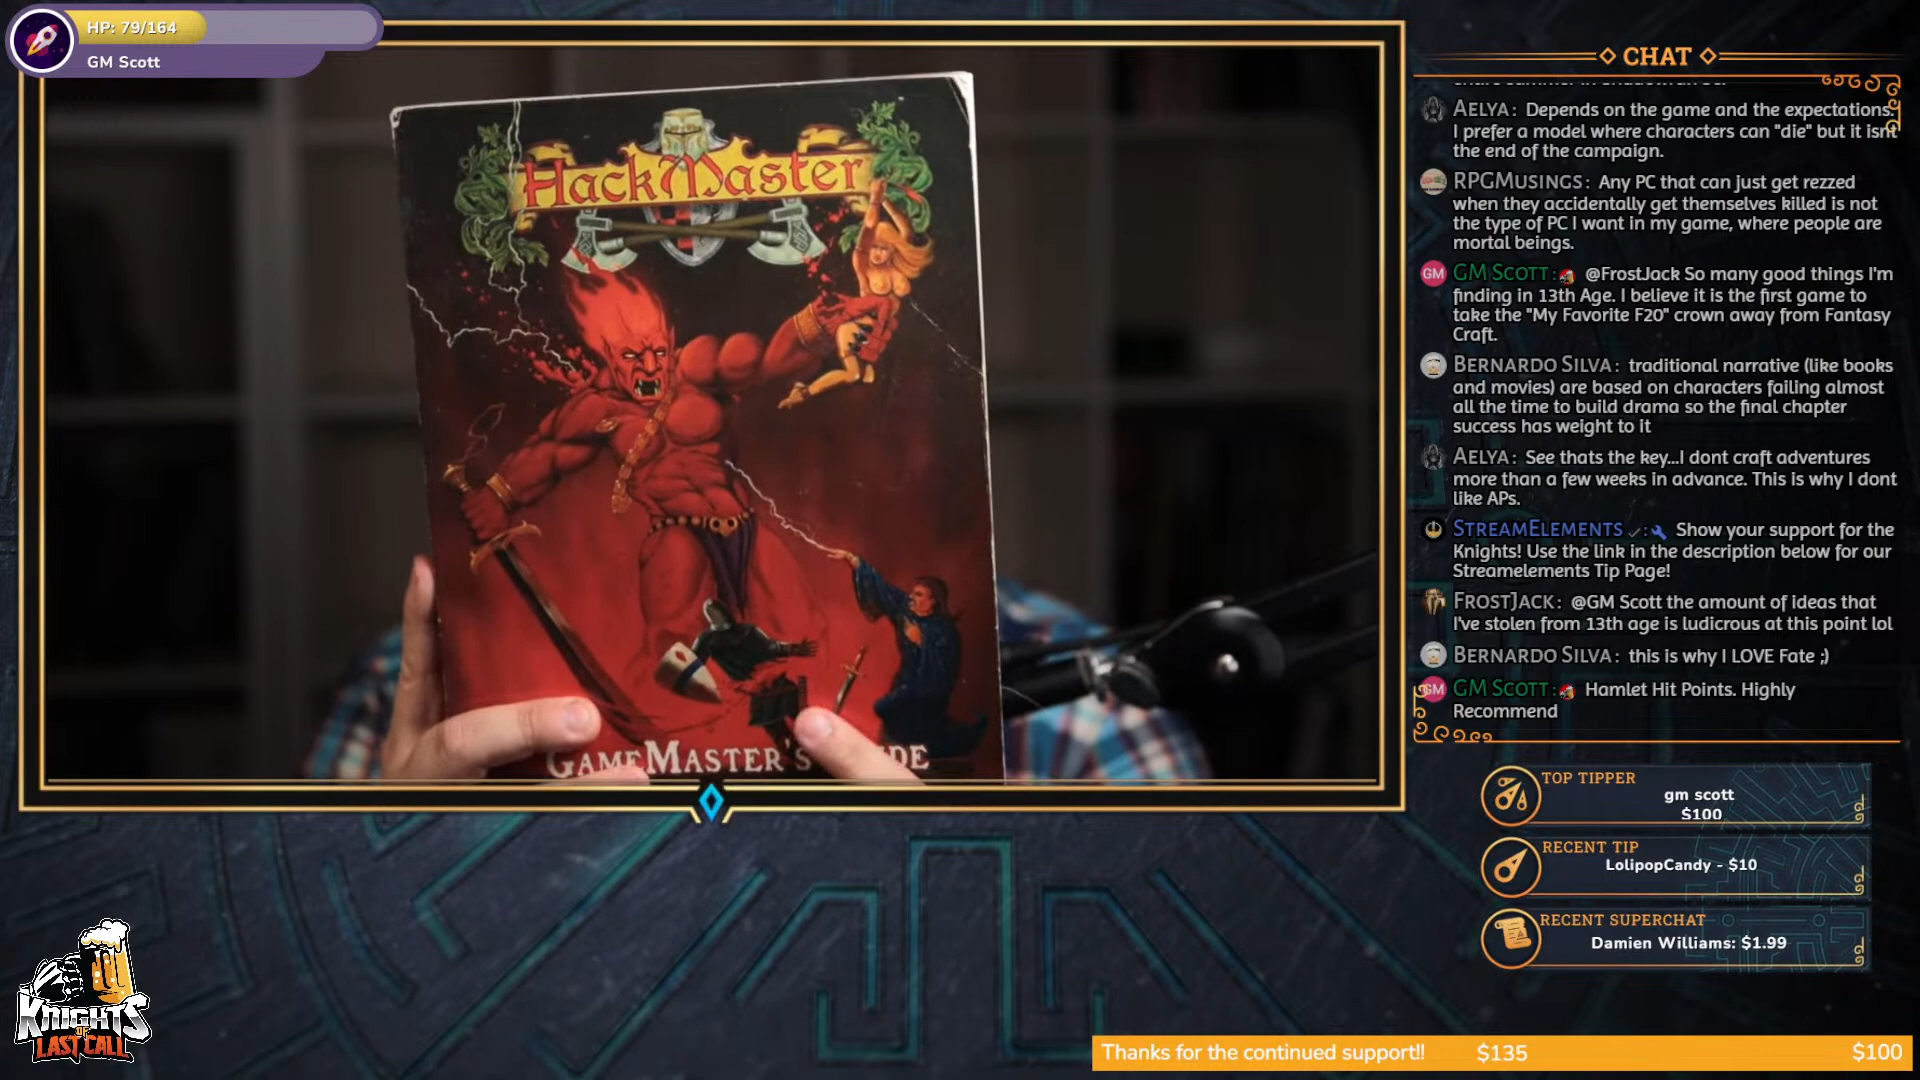 HP: 79/164
GM Scott
HackMaster
GAMEMASTER'S
CHAT
AELYA: Depends on the game and the expectations.
I prefer a model where characters can "die" but it isnt
the end of the campaign.
RPGMUSINGS: Any PC that can just get rezzed
when they accidentally get themselves killed is not
the type of PC I want in my game, where people are
mortal beings.
GM GM SCOTT: @FrostJack So many good things I'm
finding in 13th Age. I believe it is the first game to
take the "My Favorite F20" crown away from Fantasy
Craft.
BERNARDO SILVA: traditional narrative (like books
and movies) are based on characters failing almost
all the time to build drama so the final chapter
success has weight to it
AELYA: See thats the key...I dont craft adventures
more than a few weeks in advance. This is why I dont
like APs.
STREAMELEMENTS ✓: Show your support for the
Knights! Use the link in the description below for our
Streamelements Tip Page!
FROSTJACK: @GM Scott the amount of ideas that
I've stolen from 13th age is ludicrous at this point lol
BERNARDO SILVA: this is why I LOVE Fate ;)
GM GM SCOTT: Hamlet Hit Points. Highly
Recommend
TOP TIPPER
gm scott
$100
RECENT TIP
LolipopCandy - $10
RECENT SUPERCHAT
Damien Williams: $1.99
KNIGHTS
OF
LAST CALL
Thanks for the continued support!! $135 $100